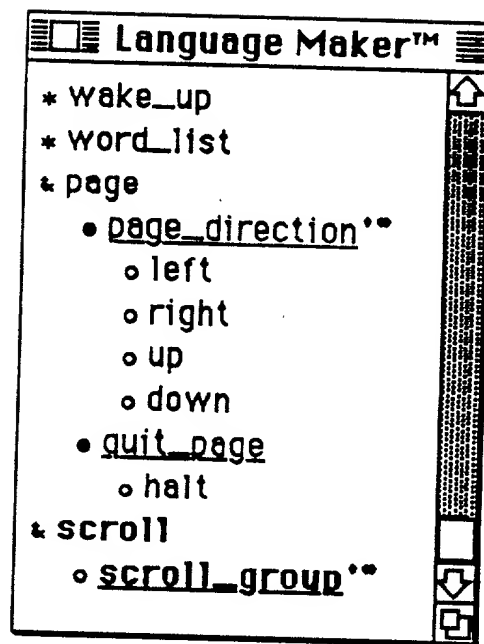 Language Maker™
* wake_up
* word_list
& page
● page_direction'∞
○ left
○ right
○ up
○ down
● quit_page
○ halt
& scroll
○ scroll_group'∞